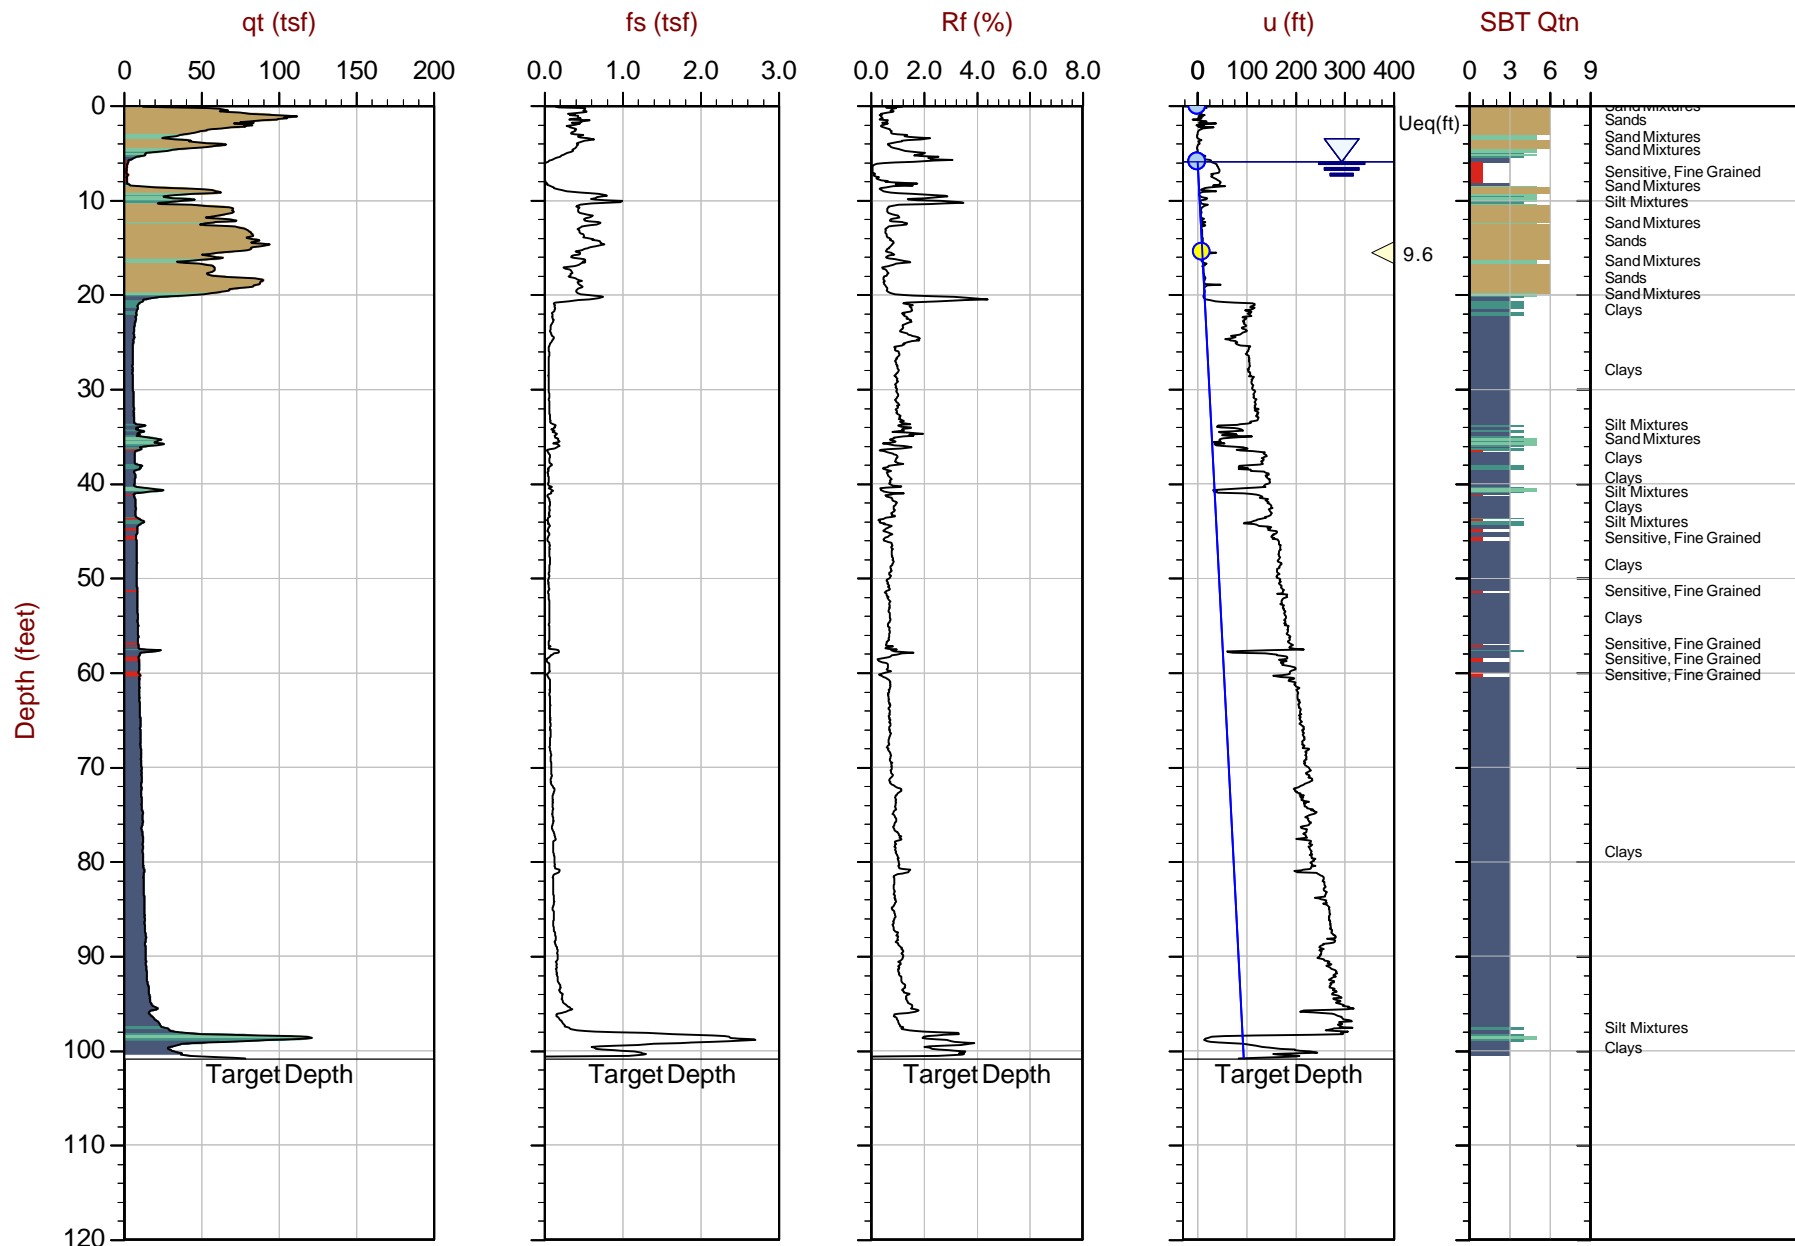 qt (tsf) fs (tsf) Rf (%) u (ft) SBT Qtn
0 50 100 150 200 0.0 1.0 2.0 3.0 0.0 2.0 4.0 6.0 8.0 0 100 200 300 400 0 3 6 9
0
Sand Mixtures
Sands
Ueq(ft)
Sand Mixtures
Sand Mixtures
Sensitive, Fine Grained
Sand Mixtures
10
Silt Mixtures
Sand Mixtures
Sands
9.6
Sand Mixtures
Sands
20
Sand Mixtures
Clays
Clays
30
Silt Mixtures
Sand Mixtures
Clays
Clays
40
Silt Mixtures
Clays
Silt Mixtures
Sensitive, Fine Grained
Clays
50
Sensitive, Fine Grained
Clays
Sensitive, Fine Grained
Sensitive, Fine Grained
60
Sensitive, Fine Grained
Depth (feet)
70
80
Clays
90
Silt Mixtures
100
Clays
Target Depth Target Depth Target Depth Target Depth
110
120